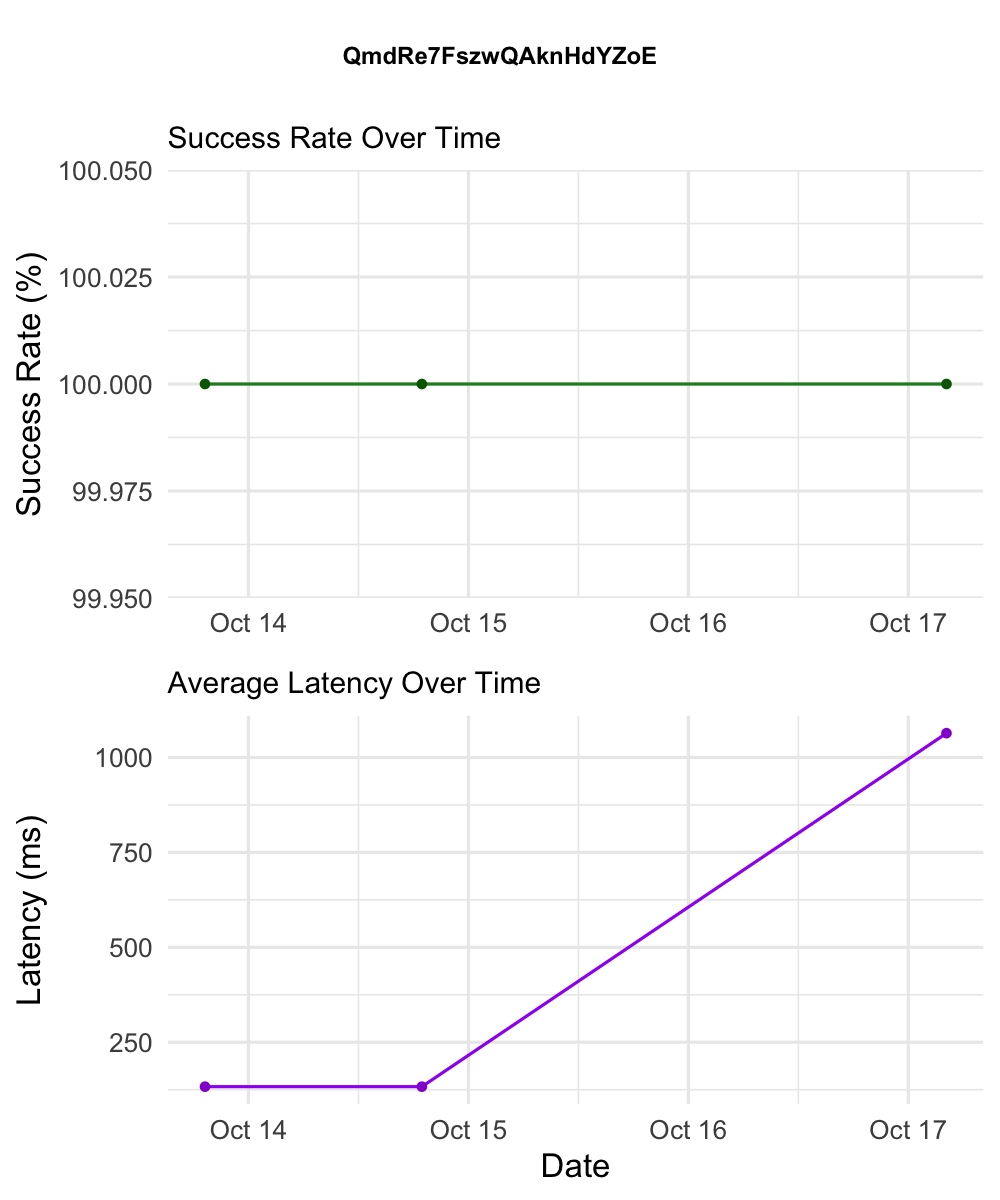 QmdRe7FszwQAknHdYZoE
Success Rate Over Time
Success Rate (%)
100.050
100.025
100.000
99.975
99.950
Oct 14 Oct 15 Oct 16 Oct 17
Average Latency Over Time
Latency (ms)
1000
750
500
250
Oct 14 Oct 15 Oct 16 Oct 17
Date